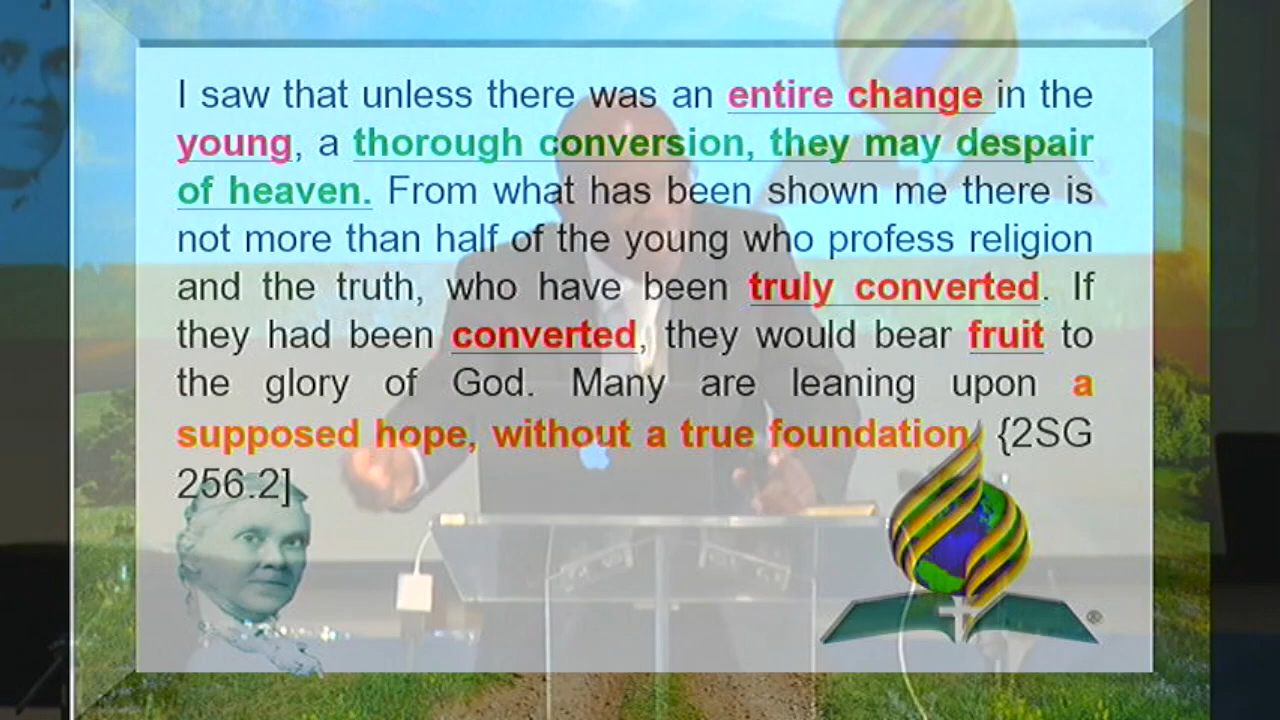 I saw that unless there was an entire change in the
young, a thorough conversion, they may despair
of heaven. From what has been shown me there is
not more than half of the young who profess religion
and the truth, who have been truly converted. If
they had been converted, they would bear fruit to
the glory of God. Many are leaning upon a
supposed hope, without a true foundation. {2SG
256.2]
®